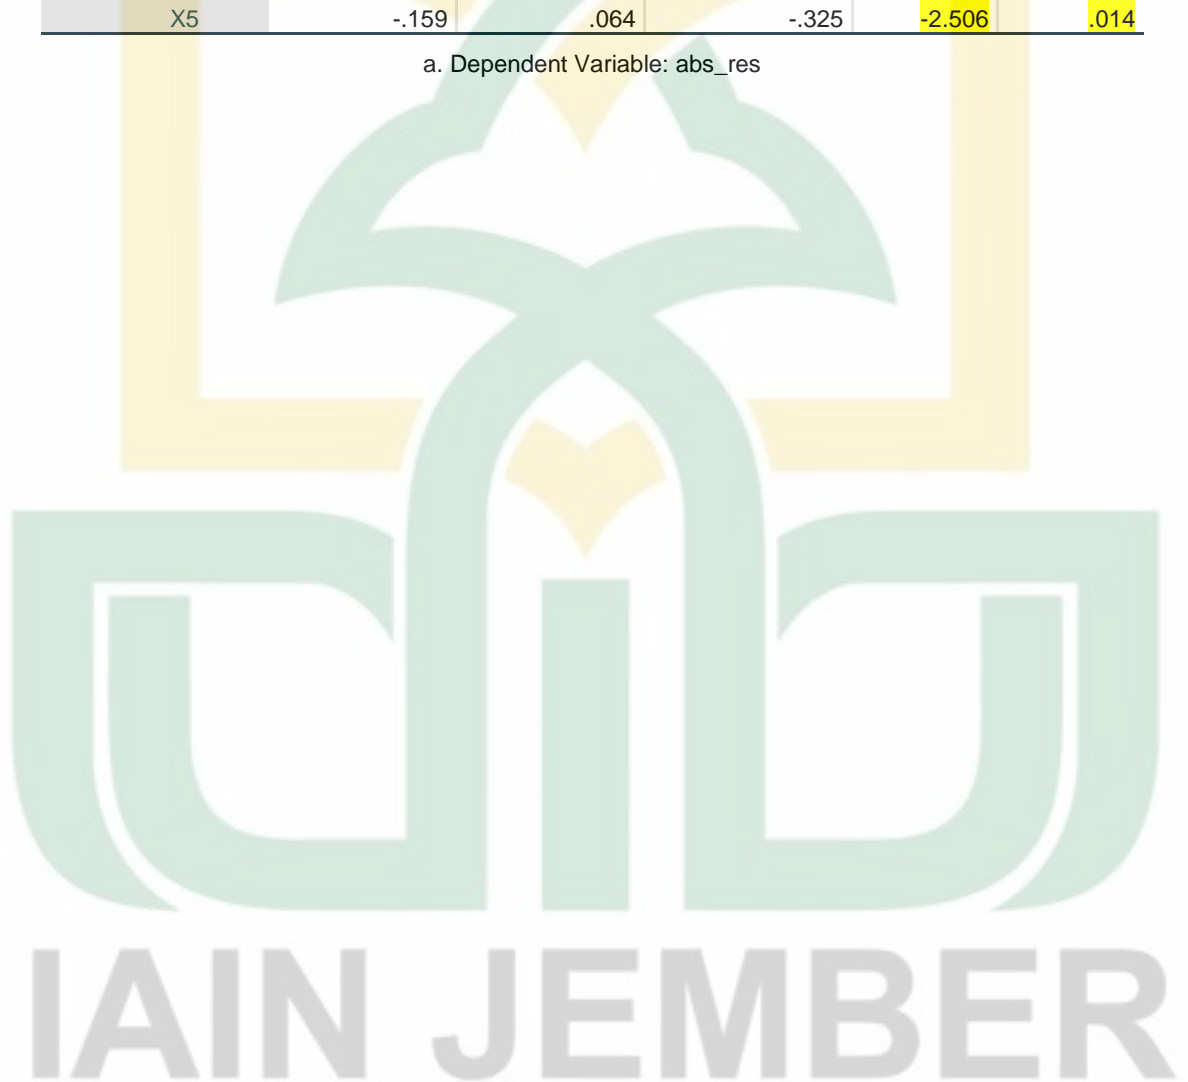 X5 -.159 .064 -.325 -2.506 .014
a. Dependent Variable: abs_res
IAIN JEMBER